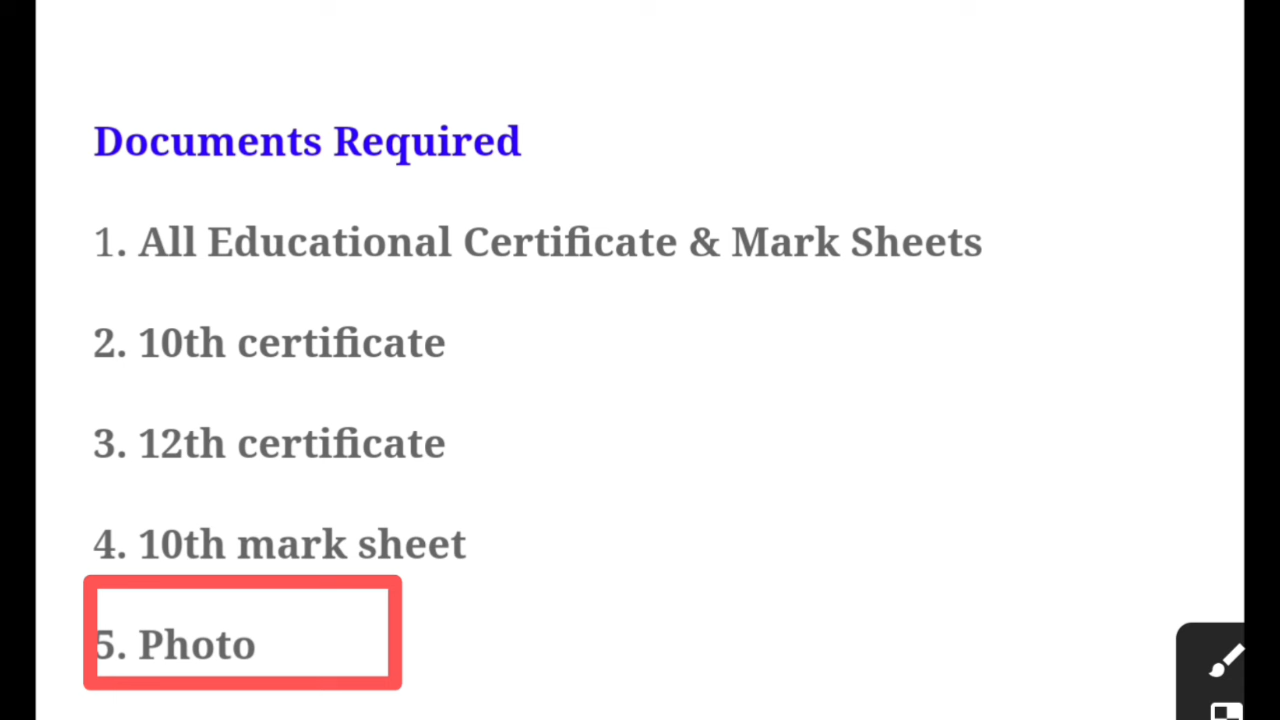 Documents Required
1. All Educational Certificate & Mark Sheets
2. 10th certificate
3. 12th certificate
4. 10th mark sheet
5. Photo